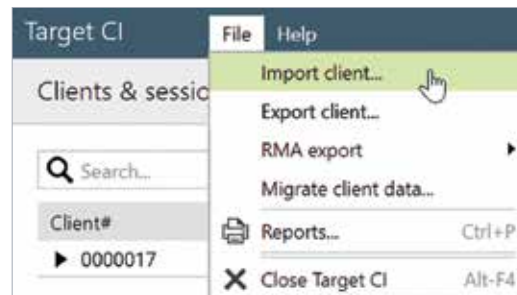 Target CI
File Help
Import client...
Clients & sessio
Export client...
RMA export
Search...
Migrate client data...
Client#
Reports... Ctrl+P
0000017
Close Target CI Alt-F4